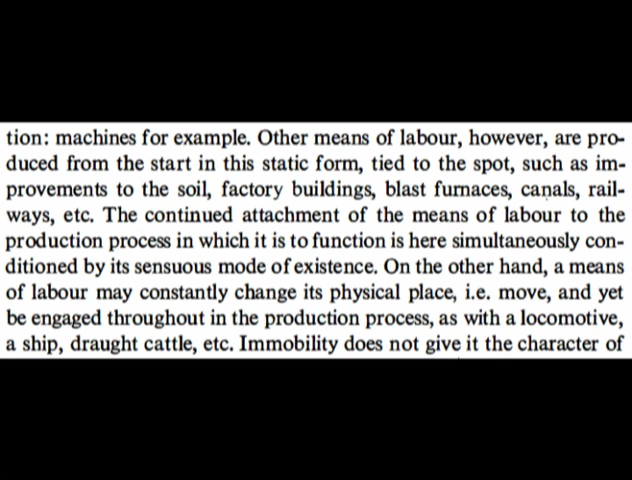 tion: machines for example. Other means of labour, however, are pro-
duced from the start in this static form, tied to the spot, such as im-
provements to the soil, factory buildings, blast furnaces, canals, rail-
ways, etc. The continued attachment of the means of labour to the
production process in which it is to function is here simultaneously con-
ditioned by its sensuous mode of existence. On the other hand, a means
of labour may constantly change its physical place, i.e. move, and yet
be engaged throughout in the production process, as with a locomotive,
a ship, draught cattle, etc. Immobility does not give it the character of